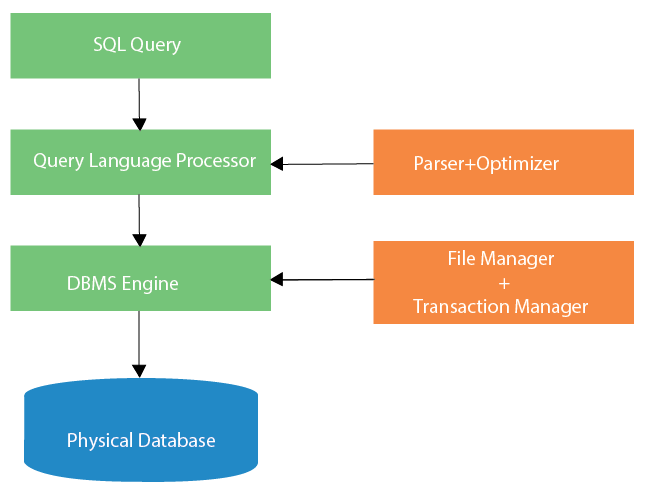 SQL Query
Query Language Processor
Parser+Optimizer
DBMS Engine
File Manager
+
Transaction Manager
Physical Database